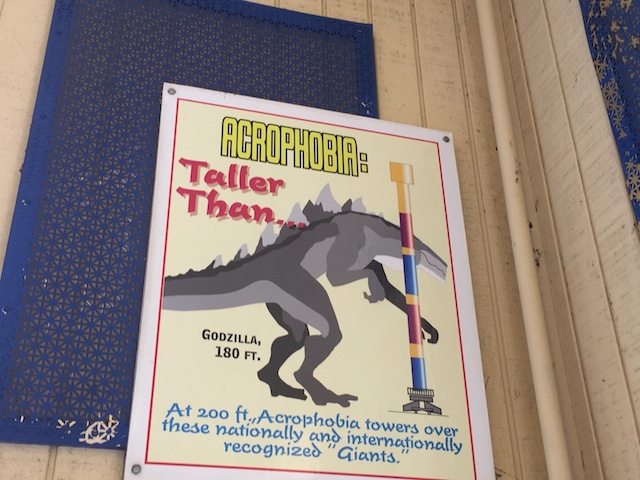 ACROPHOBIA:
Taller
Than...
GODZILLA,
180 FT.
At 200 ft., Acrophobia towers over
these nationally and internationally
recognized "Giants."